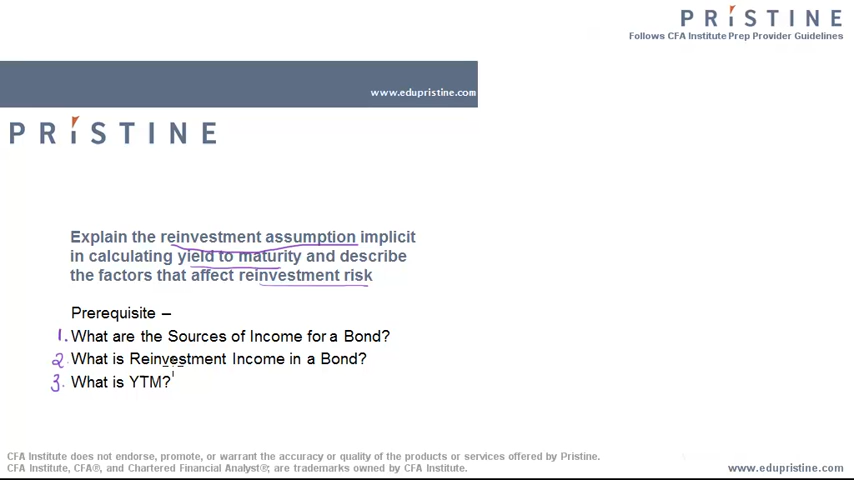 PRISTINE
Follows CFA Institute Prep Provider Guidelines
www.edupristine.com
PRISTINE
Explain the reinvestment assumption implicit
in calculating yield to maturity and describe
the factors that affect reinvestment risk
Prerequisite –
1. What are the Sources of Income for a Bond?
2. What is Reinvestment Income in a Bond?
3. What is YTM?
CFA Institute does not endorse, promote, or warrant the accuracy or quality of the products or services offered by Pristine.
CFA Institute, CFA®, and Chartered Financial Analyst®; are trademarks owned by CFA Institute.
www.edupristine.com